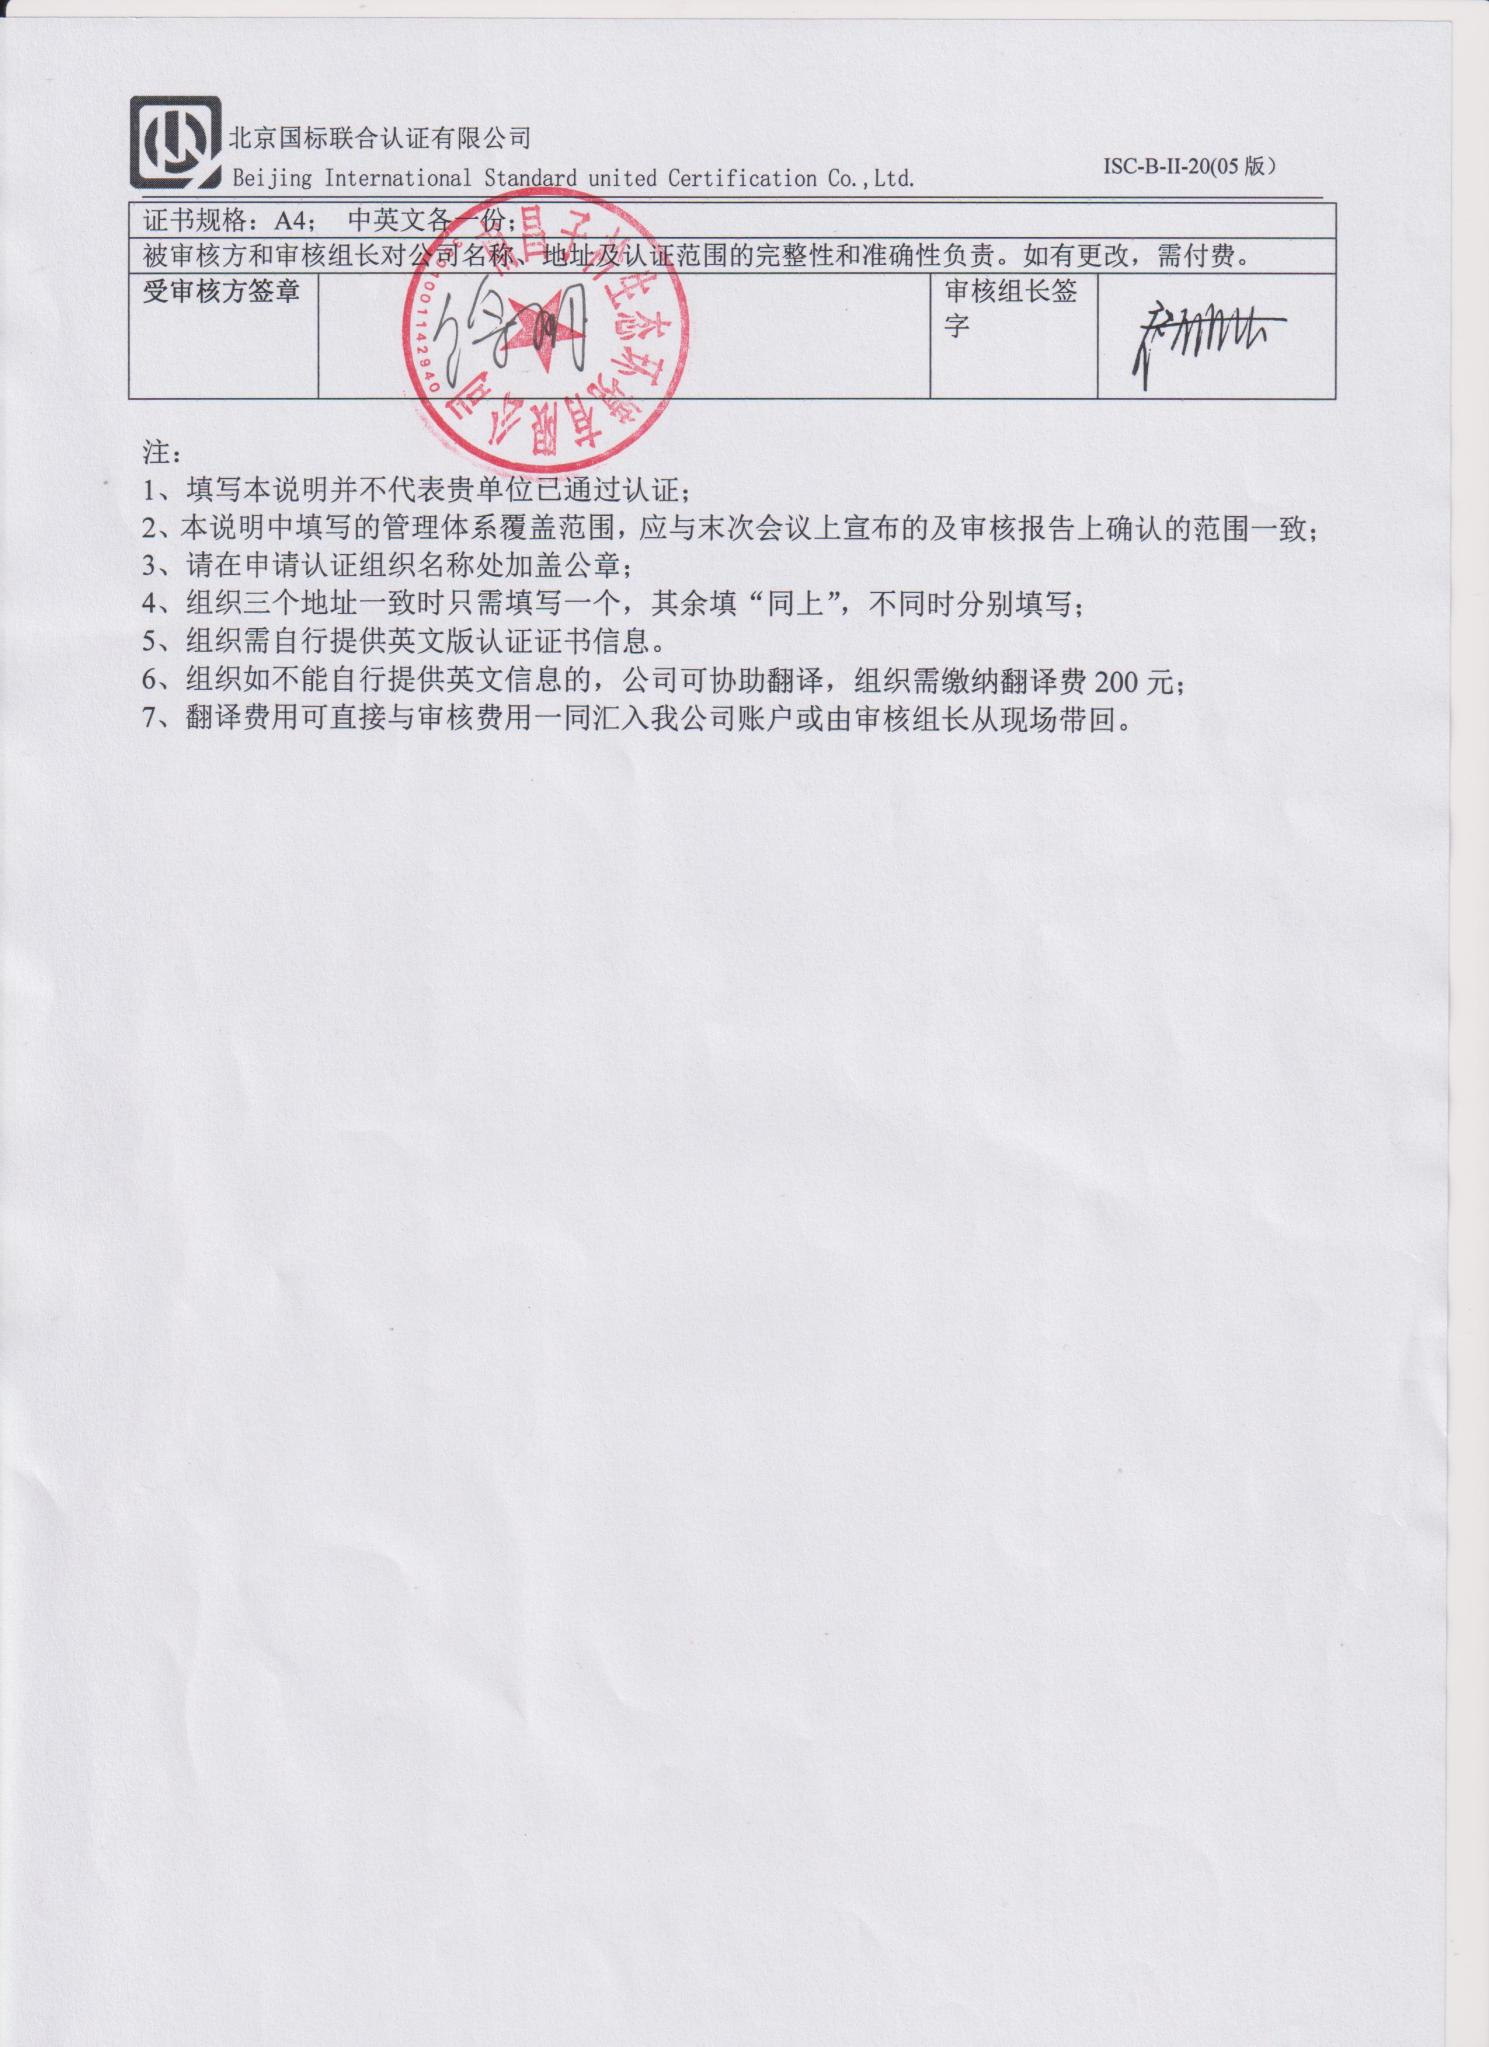 北京国标联合认证有限公司
Beijing International Standard united Certification Co.,Ltd.
ISC-B-II-20(05 版）
证书规格：A4； 中英文各一份；
被审核方和审核组长对公司名称、地址及认证范围的完整性和准确性负责。如有更改，需付费。
受审核方签章
审核组长签
字
昌子州生态环境有限公司
注：
1、填写本说明并不代表贵单位已通过认证；
2、本说明中填写的管理体系覆盖范围，应与末次会议上宣布的及审核报告上确认的范围一致；
3、请在申请认证组织名称处加盖公章；
4、组织三个地址一致时只需填写一个，其余填“同上”，不同时分别填写；
5、组织需自行提供英文版认证证书信息。
6、组织如不能自行提供英文信息的，公司可协助翻译，组织需缴纳翻译费 200 元；
7、翻译费用可直接与审核费用一同汇入我公司账户或由审核组长从现场带回。